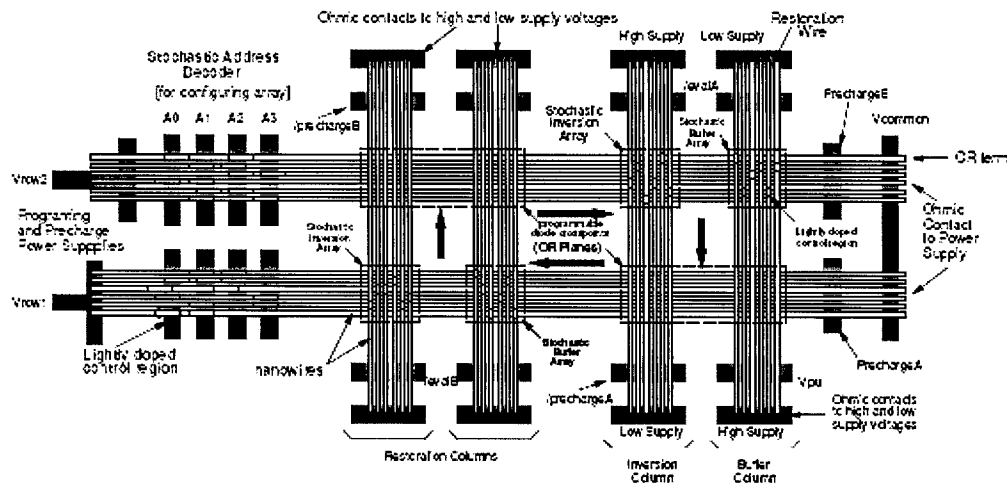 Ohmic contacts to high and low supply voltages
High Supply
Low Supply
Restoration
Wire
Stochastic Address
Decoder
[for configuring array]
A0 A1 A2 A3
/prechargeB
/evalA
Stochastic
Inversion
Array
Stochastic
Buffer
Array
PrechargeB
Vcommon
OR term
Vrow2
Programing
and Precharge
Power Suppplies
Stochastic
Inversion
Array
programmable
diode crosspoints
(OR Planes)
Lightly doped
control region
Ohmic
Contact
to Power
Supply
Vrow1
Lightly doped
control region
nanowires
/evalB
Stochastic
Buffer
Array
/prechargeA
Vpu
PrechargeA
Ohmic contacts
to high and low
supply voltages
Low Supply
High Supply
Restoration Columns
Inversion
Column
Buffer
Column